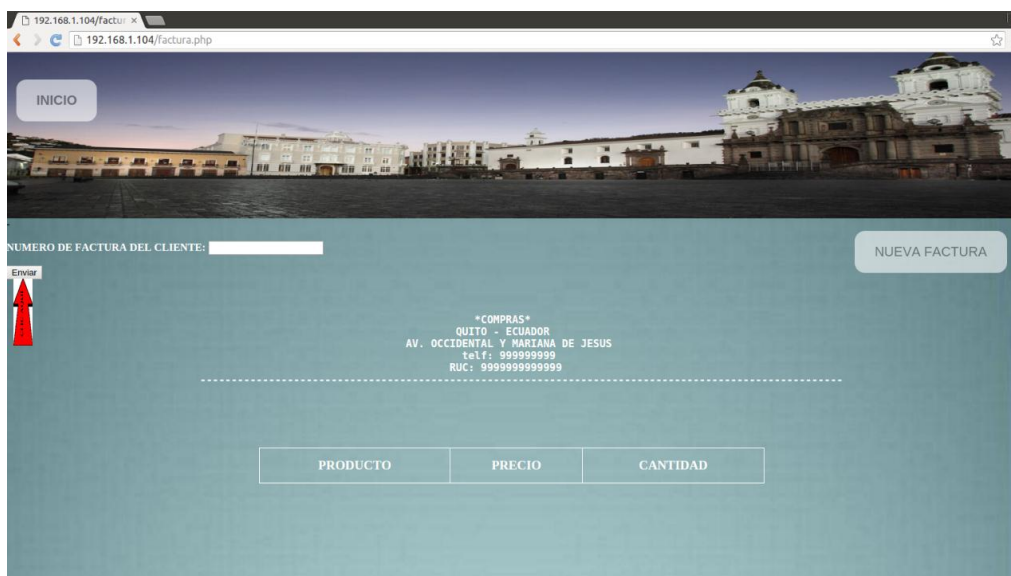 192.168.1.104/factur ×
192.168.1.104/factura.php
INICIO
NUMERO DE FACTURA DEL CLIENTE:
NUEVA FACTURA
Enviar
*COMPRAS*
QUITO - ECUADOR
AV. OCCIDENTAL Y MARIANA DE JESUS
telf: 999999999
RUC: 9999999999999
PRODUCTO PRECIO CANTIDAD